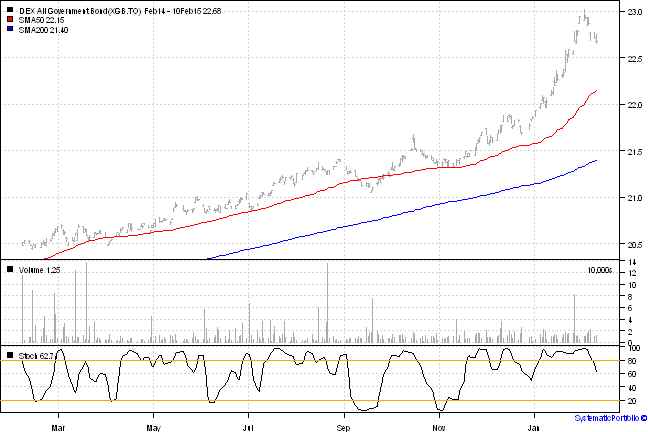 DEX All Government Bond(XGB.TO) Feb14 - 10Feb15 22.68
SMA50 22.15
SMA200 21.40
23.0
22.5
22.0
21.5
21.0
20.5
Volume 1.25
10,000s
14
12
10
8
6
4
2
0
Stoch 62.7
100
80
60
40
20
Mar May Jul Sep Nov Jan
SystematicPortfolio ©